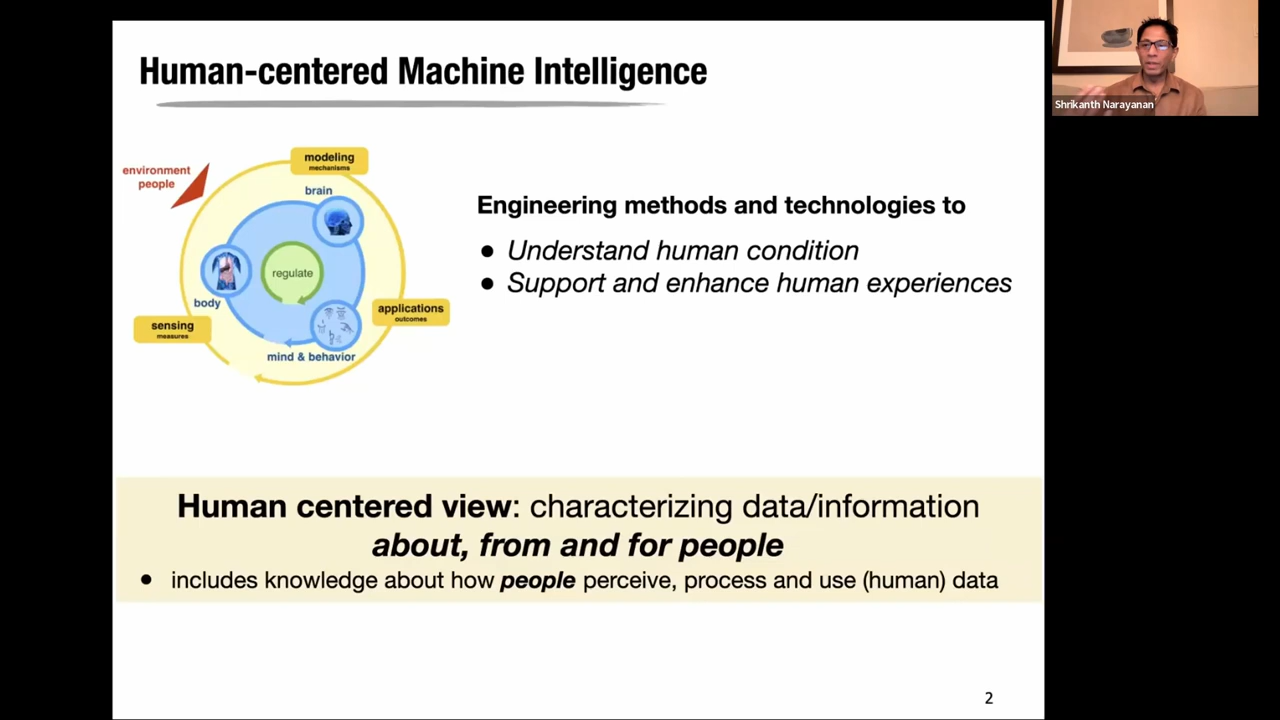 Human-centered Machine Intelligence
Shrikanth Narayanan
environment
people
modeling
mechanisms
brain
regulate
body
sensing
measures
applications
outcomes
mind & behavior
Engineering methods and technologies to
● Understand human condition
● Support and enhance human experiences
Human centered view: characterizing data/information
about, from and for people
● includes knowledge about how people perceive, process and use (human) data
2